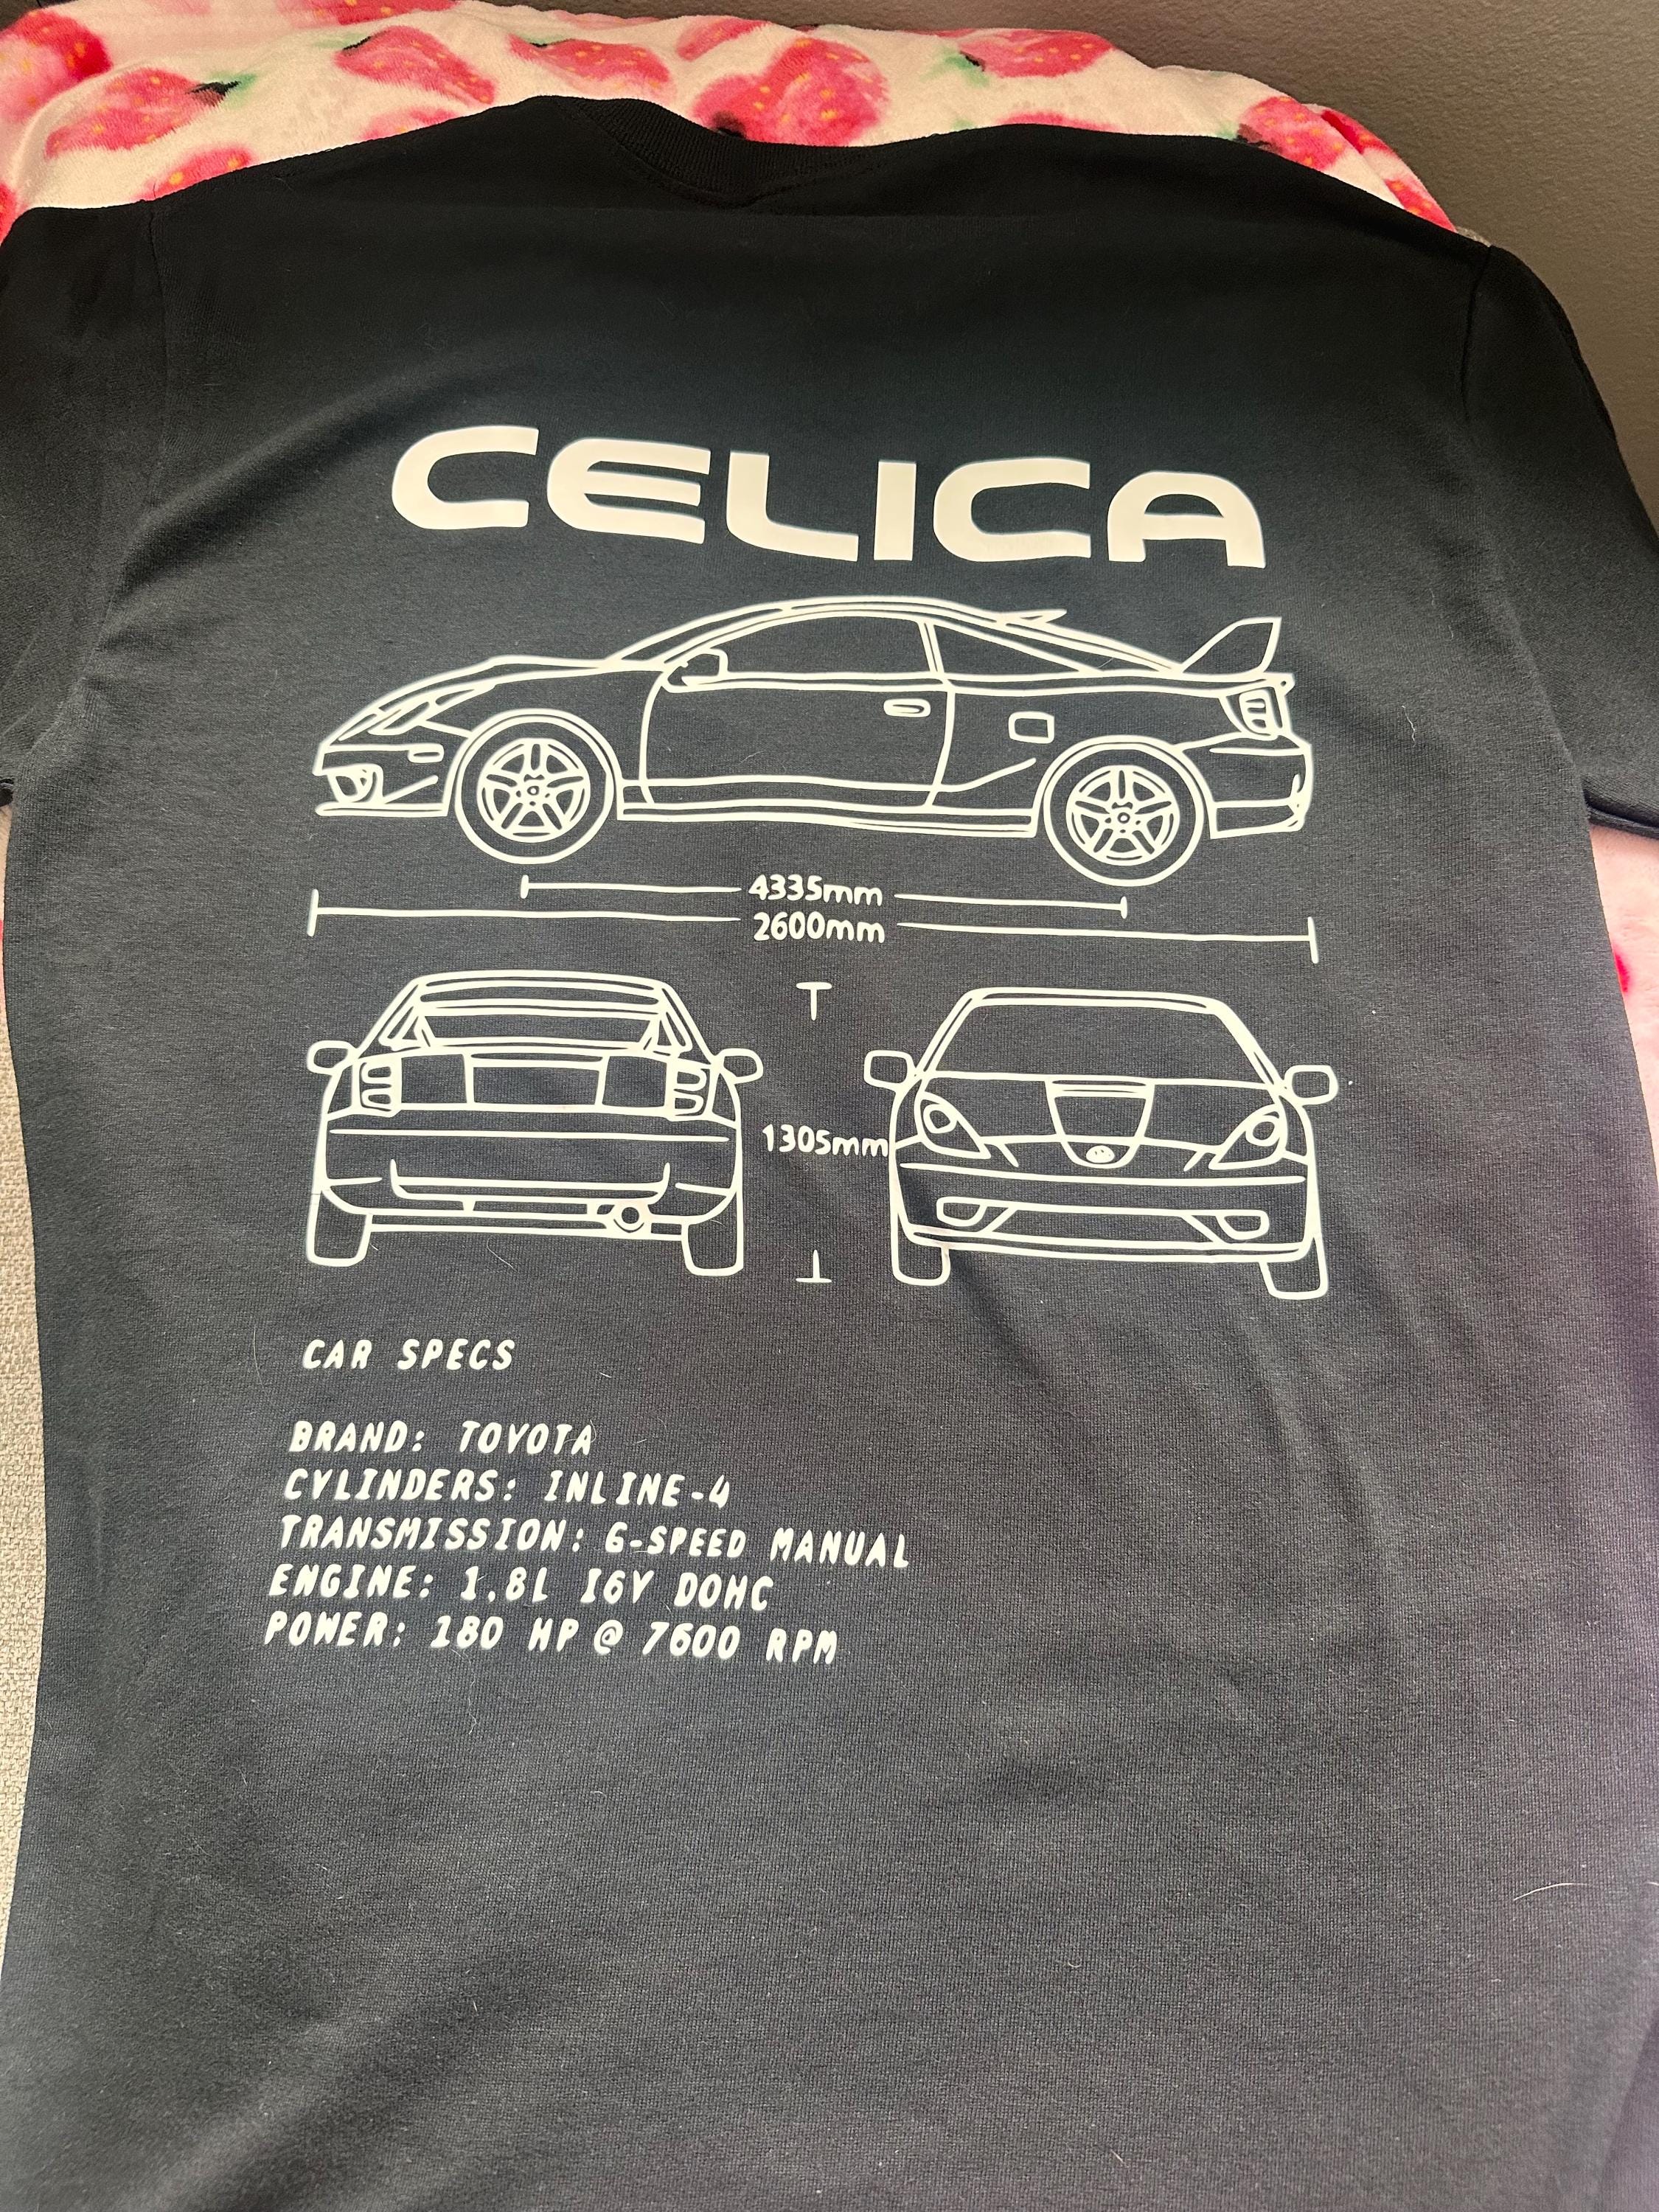 CELICA
4335mm
2600mm
1305mm
CAR SPECS
BRAND: TOYOTA
CYLINDERS: INLINE-4
TRANSMISSION: 6-SPEED MANUAL
ENGINE: 1.8L I6V DOHC
POWER: 180 HP @ 7600 RPM